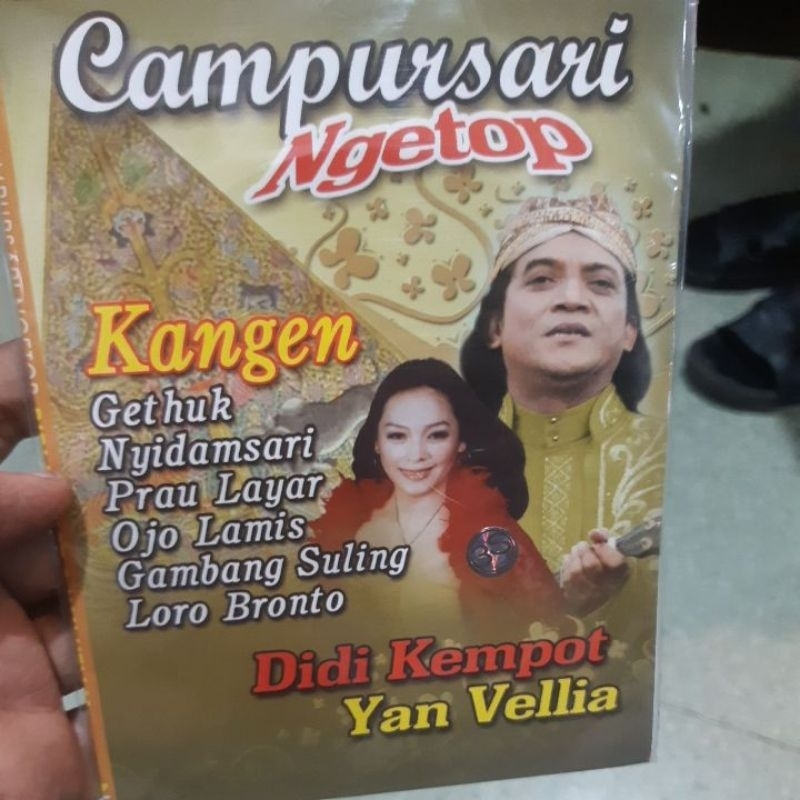 Campursari
Ngetop
Kangen
Gethuk
Nyidamsari
Prau Layar
Ojo Lamis
Gambang Suling
Loro Bronto
Didi Kempot
Yan Vellia